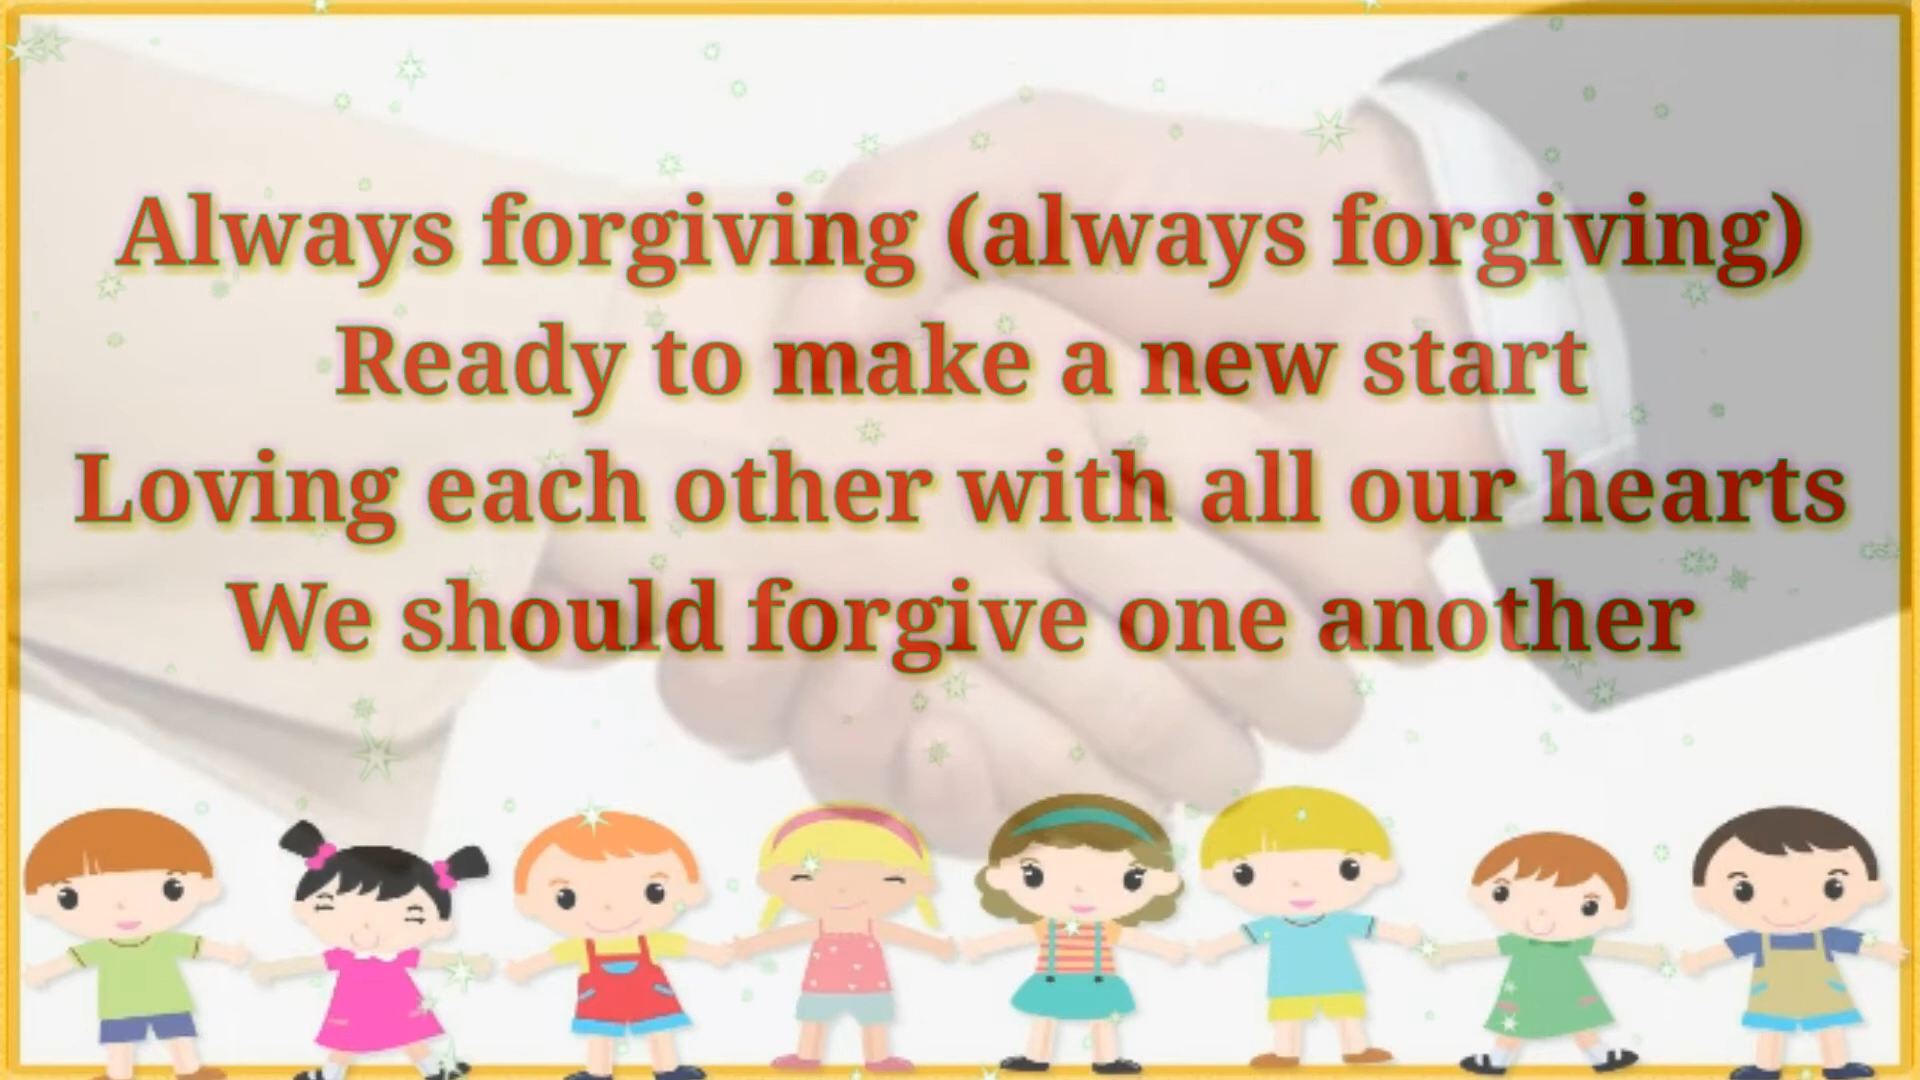 Always forgiving (always forgiving)
Ready to make a new start
Loving each other with all our hearts
We should forgive one another